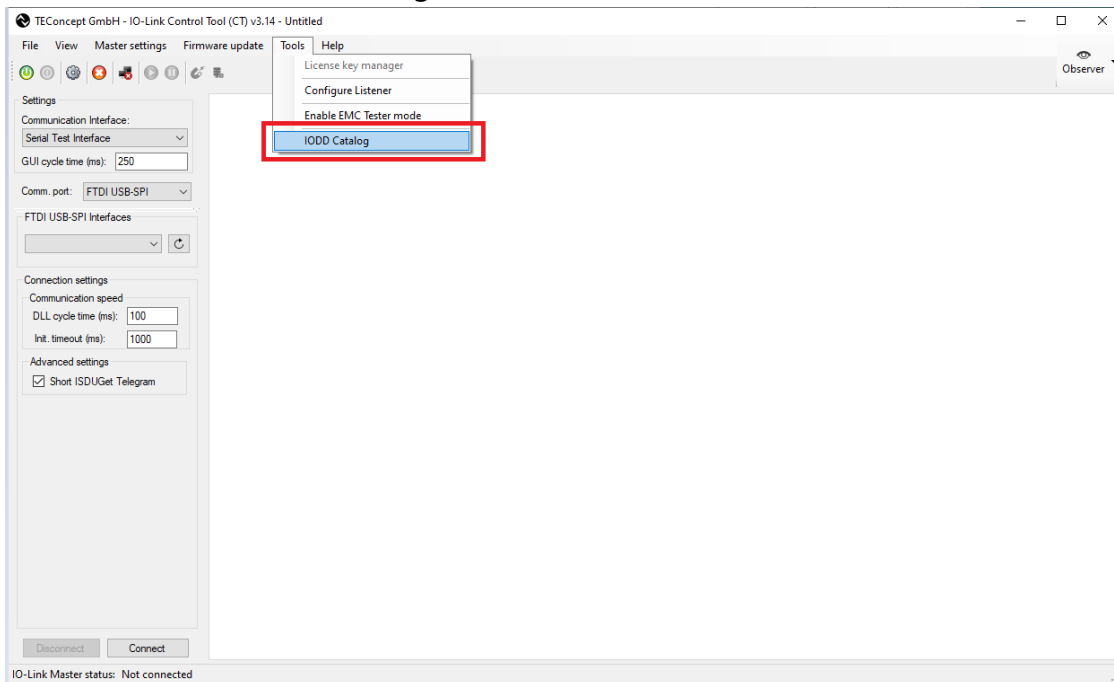 TEConcept GmbH - IO-Link Control Tool (CT) v3.14 - Untitled
File View Master settings Firmware update Tools Help
License key manager
Configure Listener
Enable EMC Tester mode
IODD Catalog
Observer
Settings
Communication Interface:
Serial Test Interface
GUI cycle time (ms): 250
Comm. port: FTDI USB-SPI
FTDI USB-SPI Interfaces
Connection settings
Communication speed
DLL cycle time (ms): 100
Init. timeout (ms): 1000
Advanced settings
Short ISDUGet Telegram
Disconnect Connect
IO-Link Master status: Not connected